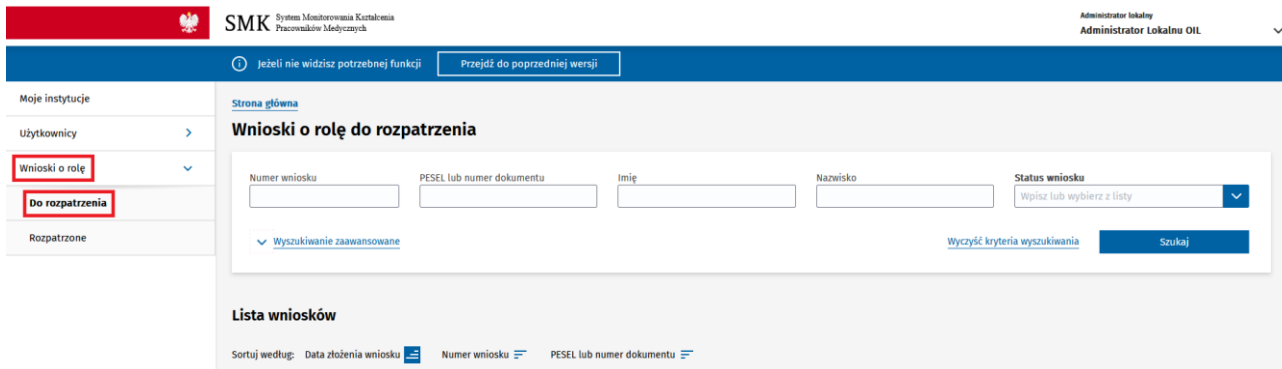 SMK System Monitorowania Kształcenia
Pracowników Medycznych
Administrator lokalny
Administrator Lokalnu OIL
Jeżeli nie widzisz potrzebnej funkcji Przejdź do poprzedniej wersji
Moje instytucje
Użytkownicy
Wnioski o rolę
Do rozpatrzenia
Rozpatrzone
Strona główna
Wnioski o rolę do rozpatrzenia
Numer wniosku PESEL lub numer dokumentu Imię Nazwisko Status wniosku
Wpisz lub wybierz z listy
Wyszukiwanie zaawansowane Wyczyść kryteria wyszukiwania Szukaj
Lista wniosków
Sortuj według: Data złożenia wniosku Numer wniosku PESEL lub numer dokumentu